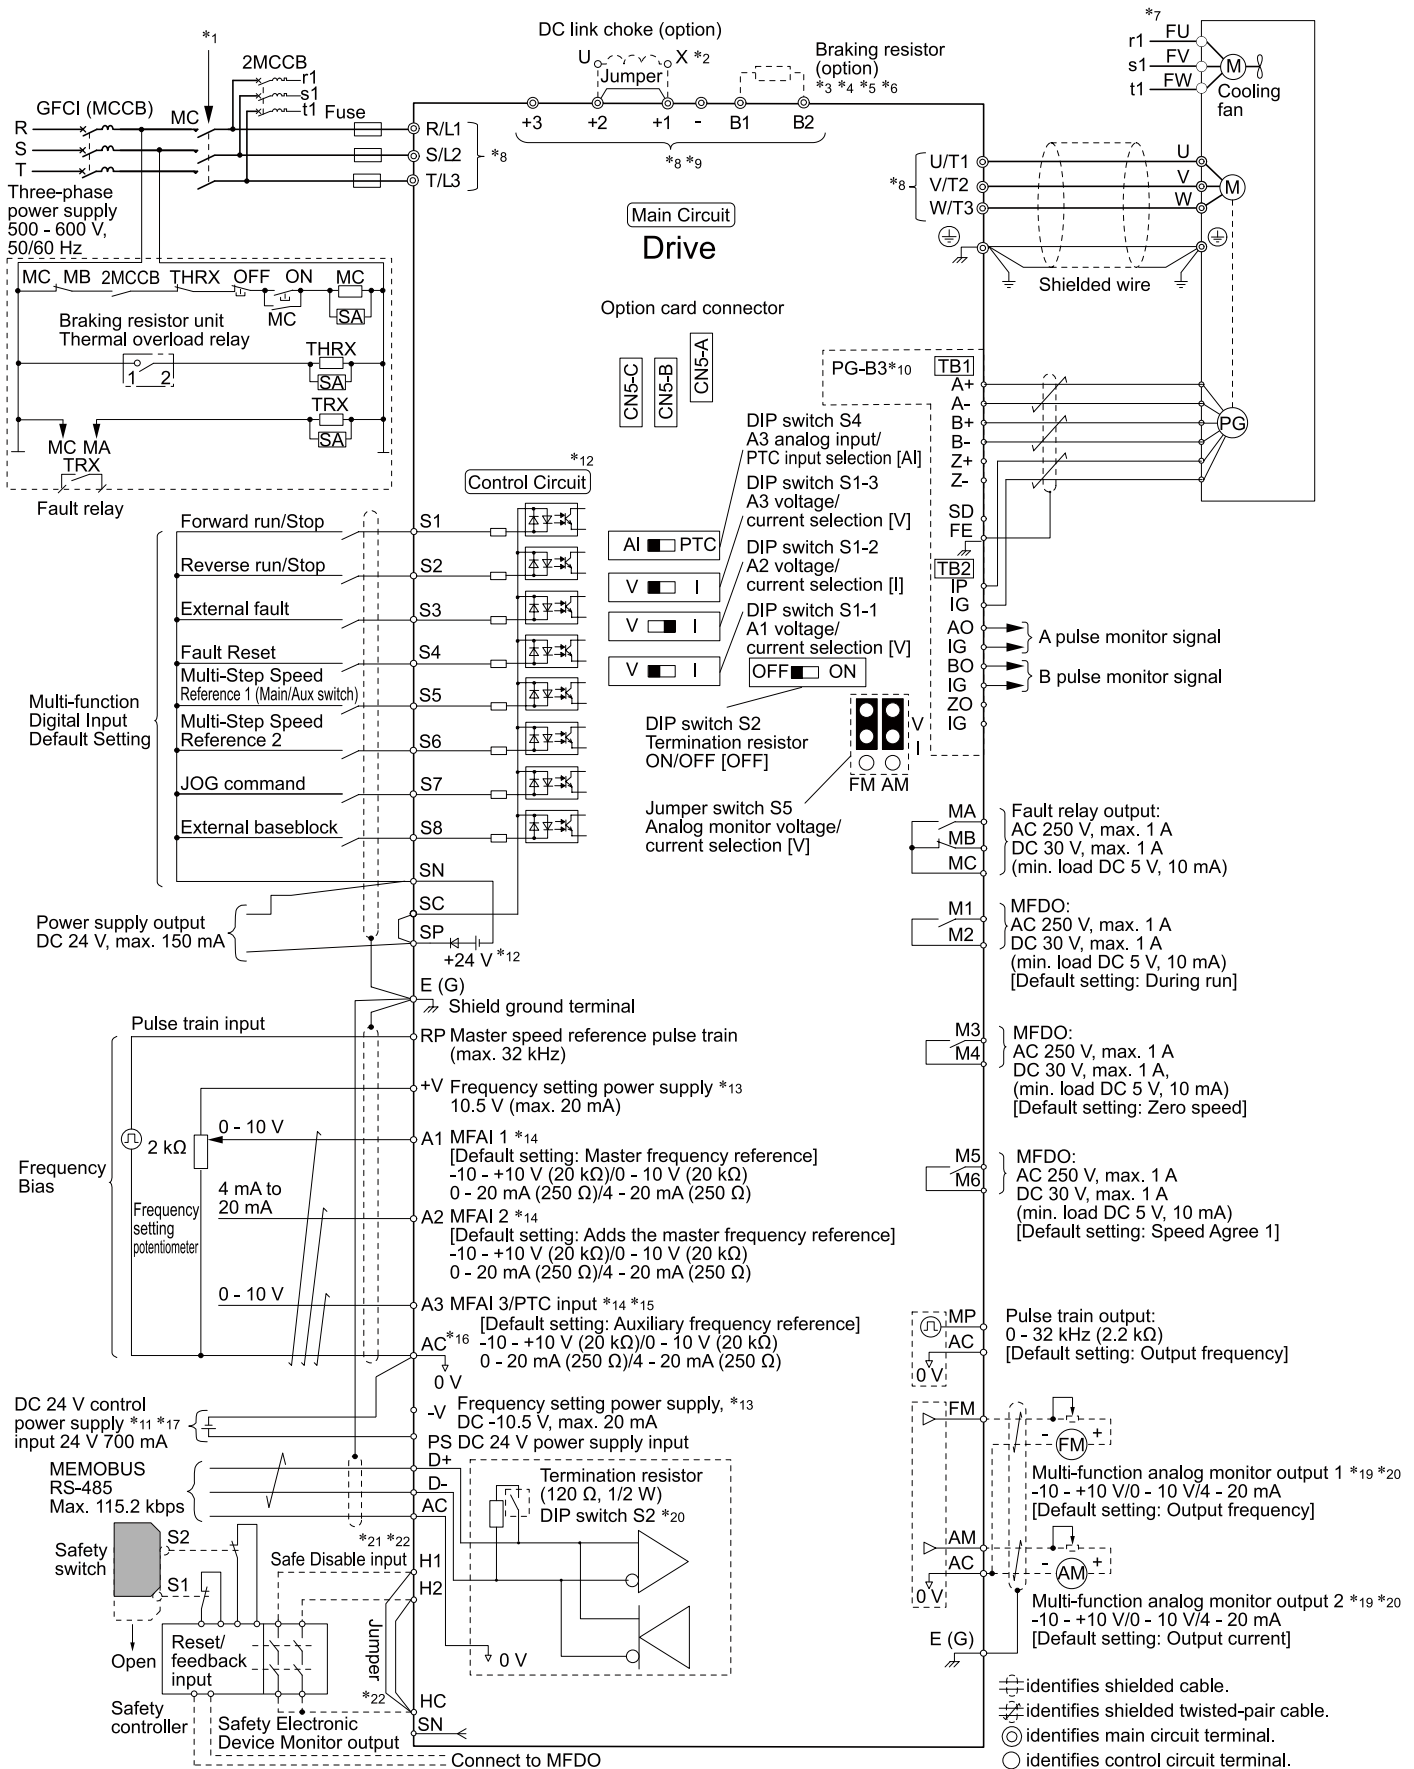 *1
DC link choke (option)
U X *2
Jumper
Braking resistor
(option)
*3 *4 *5 *6
*7
r1 FU
s1 FV
t1 FW
M
Cooling
fan
2MCCB
r1
s1
t1
GFCI (MCCB)
MC
Fuse
R
S
T
R/L1
S/L2
T/L3
*8
+3 +2 +1 - B1 B2
*8 *9
Three-phase
power supply
500 - 600 V,
50/60 Hz
Main Circuit
Drive
*8
U/T1
V/T2
W/T3
U
V
W
M
Shielded wire
MC MB 2MCCB THRX OFF ON MC
MC
SA
Braking resistor unit
Thermal overload relay
1 2
THRX
SA
TRX
SA
MC MA
TRX
Fault relay
Option card connector
CN5-C
CN5-B
CN5-A
PG-B3*10
TB1
A+
A-
B+
B-
Z+
Z-
SD
FE
PG
TB2
IP
IG
AO
IG
BO
IG
ZO
IG
A pulse monitor signal
B pulse monitor signal
DIP switch S4
A3 analog input/
PTC input selection [AI]
DIP switch S1-3
A3 voltage/
current selection [V]
DIP switch S1-2
A2 voltage/
current selection [I]
DIP switch S1-1
A1 voltage/
current selection [V]
AI PTC
V I
V I
V I
OFF ON
DIP switch S2
Termination resistor
ON/OFF [OFF]
V
I
FM AM
Jumper switch S5
Analog monitor voltage/
current selection [V]
*12
Control Circuit
Multi-function
Digital Input
Default Setting
Forward run/Stop
S1
Reverse run/Stop
S2
External fault
S3
Fault Reset
S4
Multi-Step Speed
Reference 1 (Main/Aux switch)
S5
Multi-Step Speed
Reference 2
S6
JOG command
S7
External baseblock
S8
SN
SC
SP
+24 V *12
Power supply output
DC 24 V, max. 150 mA
E (G)
Shield ground terminal
MA
MB
MC
Fault relay output:
AC 250 V, max. 1 A
DC 30 V, max. 1 A
(min. load DC 5 V, 10 mA)
M1
M2
MFDO:
AC 250 V, max. 1 A
DC 30 V, max. 1 A
(min. load DC 5 V, 10 mA)
[Default setting: During run]
M3
M4
MFDO:
AC 250 V, max. 1 A
DC 30 V, max. 1 A,
(min. load DC 5 V, 10 mA)
[Default setting: Zero speed]
M5
M6
MFDO:
AC 250 V, max. 1 A
DC 30 V, max. 1 A
(min. load DC 5 V, 10 mA)
[Default setting: Speed Agree 1]
Pulse train input
RP Master speed reference pulse train
(max. 32 kHz)
+V Frequency setting power supply *13
10.5 V (max. 20 mA)
Frequency
Bias
2 kΩ
Frequency
setting
potentiometer
0 - 10 V
A1 MFAI 1 *14
[Default setting: Master frequency reference]
-10 - +10 V (20 kΩ)/0 - 10 V (20 kΩ)
0 - 20 mA (250 Ω)/4 - 20 mA (250 Ω)
4 mA to
20 mA
A2 MFAI 2 *14
[Default setting: Adds the master frequency reference]
-10 - +10 V (20 kΩ)/0 - 10 V (20 kΩ)
0 - 20 mA (250 Ω)/4 - 20 mA (250 Ω)
0 - 10 V
A3 MFAI 3/PTC input *14 *15
[Default setting: Auxiliary frequency reference]
-10 - +10 V (20 kΩ)/0 - 10 V (20 kΩ)
0 - 20 mA (250 Ω)/4 - 20 mA (250 Ω)
AC*16
0 V
-V Frequency setting power supply, *13
DC -10.5 V, max. 20 mA
PS DC 24 V power supply input
DC 24 V control
power supply *11 *17
input 24 V 700 mA
MP
AC
0 V
Pulse train output:
0 - 32 kHz (2.2 kΩ)
[Default setting: Output frequency]
FM
- FM +
Multi-function analog monitor output 1 *19 *20
-10 - +10 V/0 - 10 V/4 - 20 mA
[Default setting: Output frequency]
AM
AC
0 V
- AM +
Multi-function analog monitor output 2 *19 *20
-10 - +10 V/0 - 10 V/4 - 20 mA
[Default setting: Output current]
E (G)
MEMOBUS
RS-485
Max. 115.2 kbps
D+
D-
AC
Termination resistor
(120 Ω, 1/2 W)
DIP switch S2 *20
0 V
Safety
switch
S2
S1
Open
*21 *22
Safe Disable input
H1
H2
Jumper
*22
HC
SN
Reset/
feedback
input
Safety
controller
Safety Electronic
Device Monitor output
Connect to MFDO
identifies shielded cable.
identifies shielded twisted-pair cable.
identifies main circuit terminal.
identifies control circuit terminal.